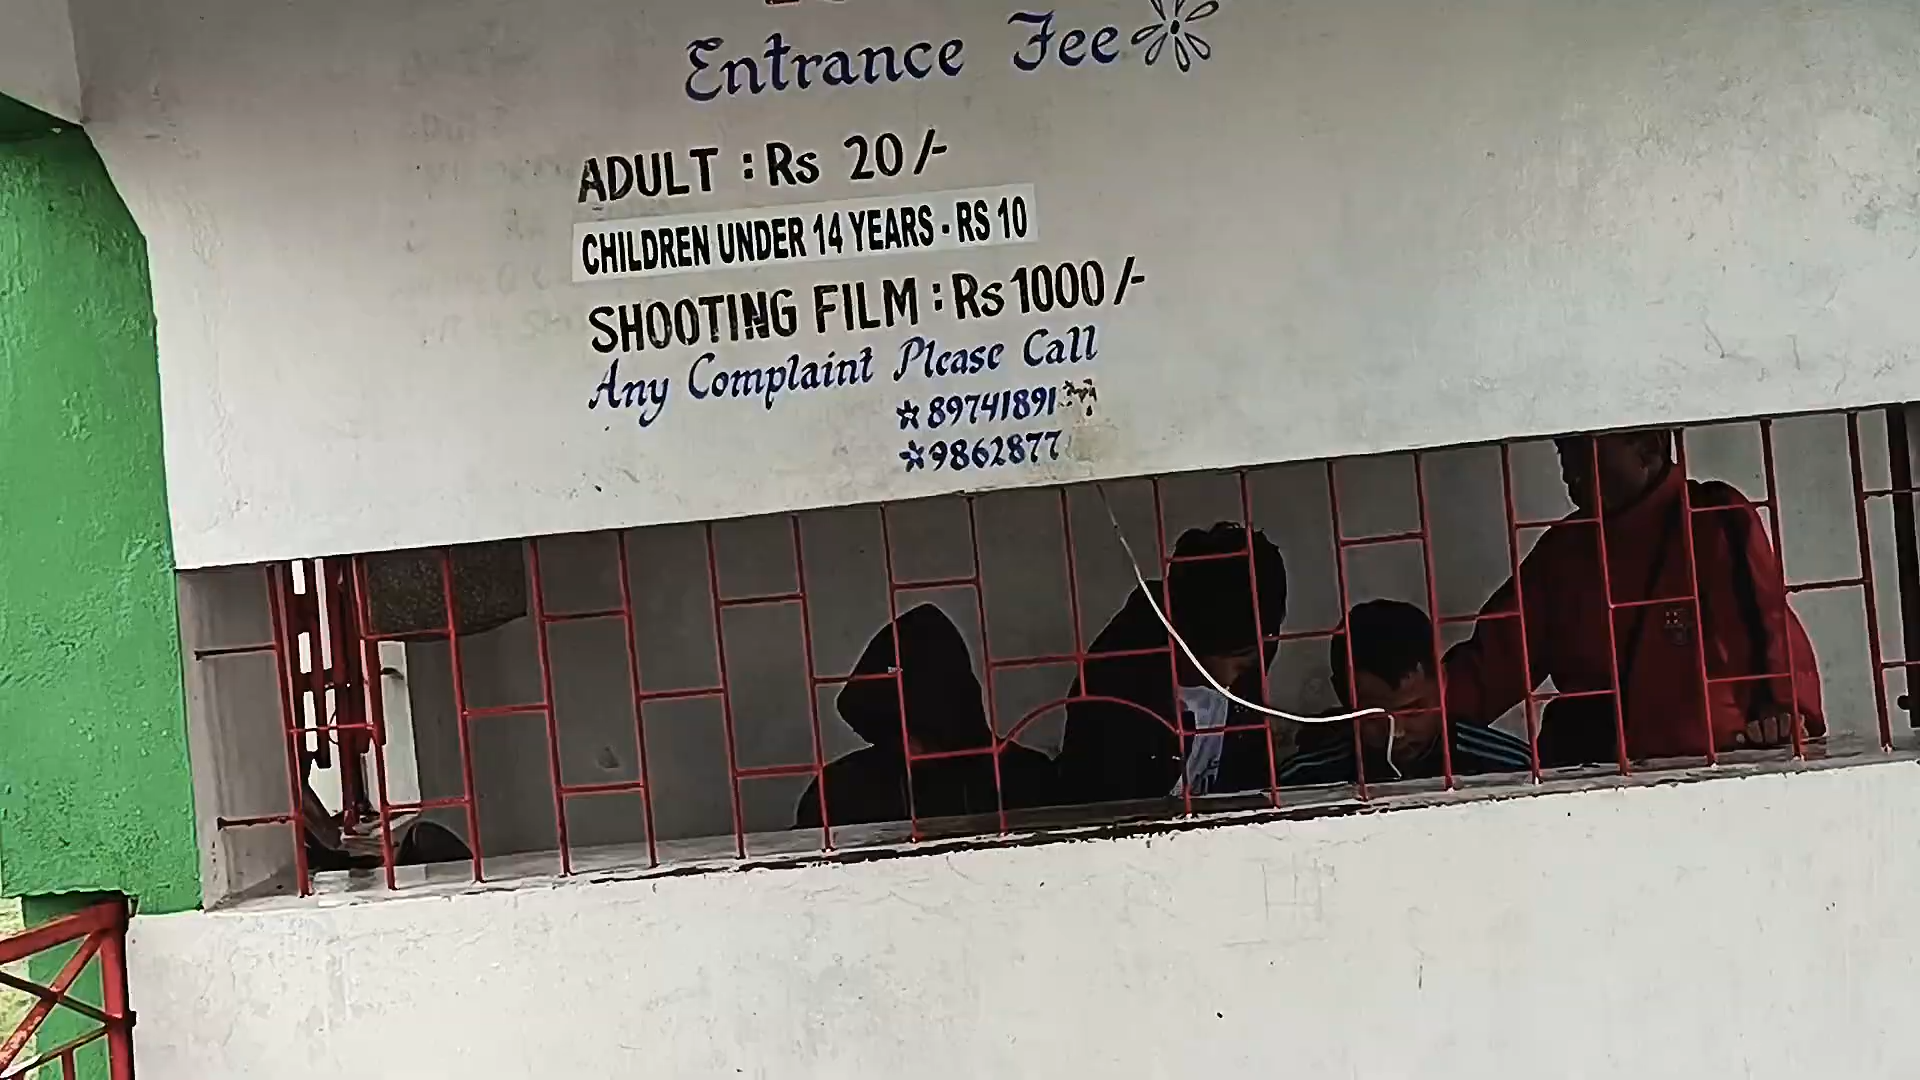 Entrance Fee
ADULT : Rs 20/-
CHILDREN UNDER 14 YEARS - RS 10
SHOOTING FILM : Rs 1000/-
Any Complaint Please Call
☆ 89741891
☆ 9862877